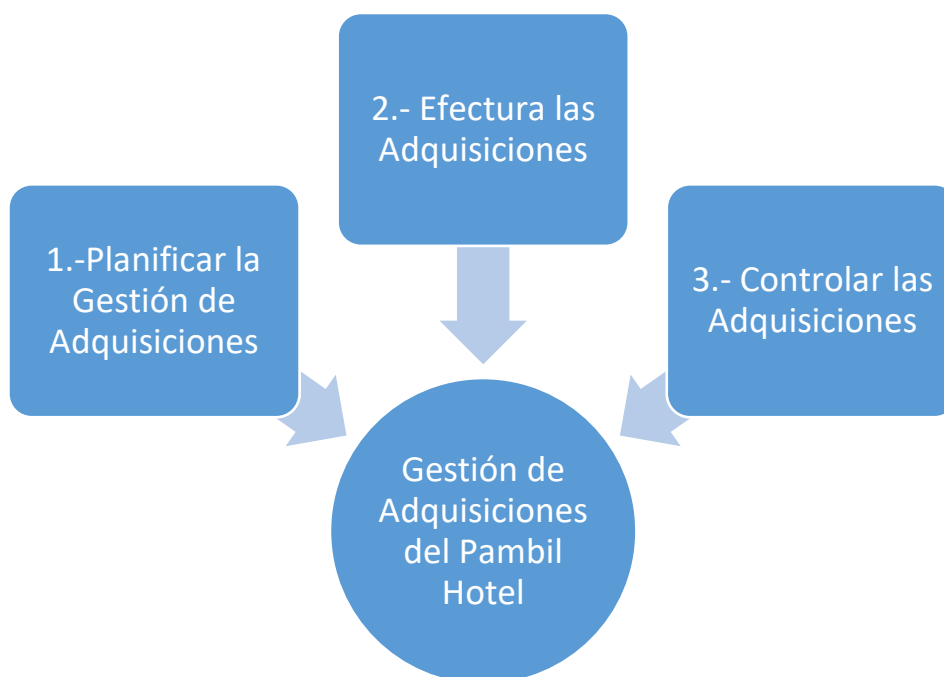 1.-Planificar la
Gestión de
Adquisiciones
2.- Efectura las
Adquisiciones
3.- Controlar las
Adquisiciones
Gestión de
Adquisiciones
del Pambil
Hotel